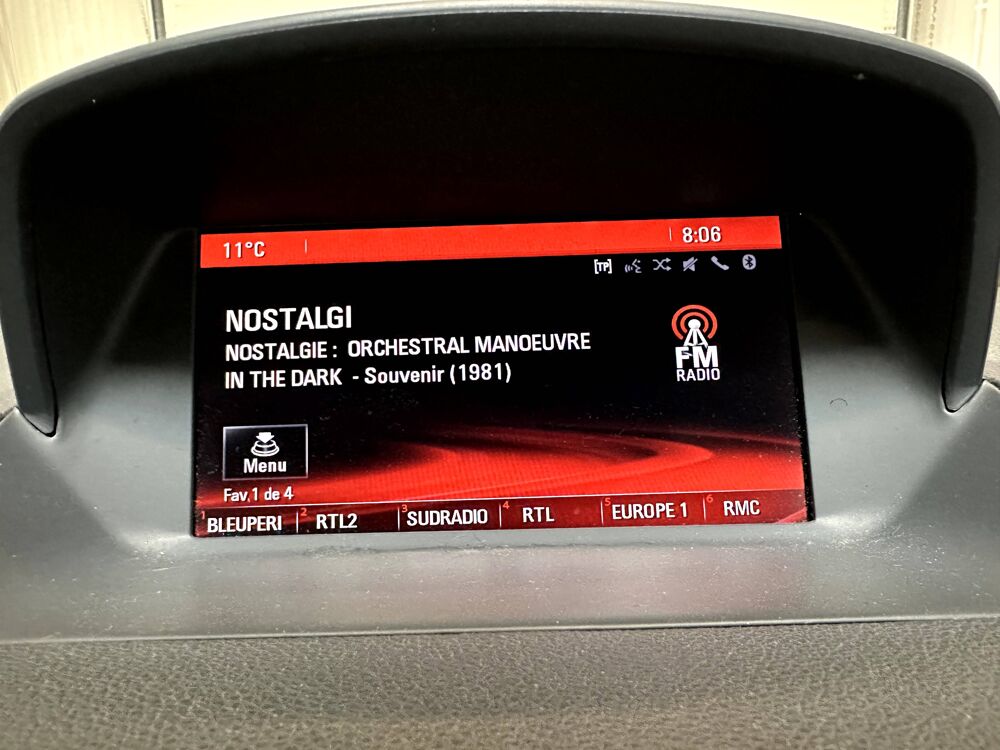 11°C 8:06
[TP]
NOSTALGI
NOSTALGIE : ORCHESTRAL MANOEUVRE
IN THE DARK - Souvenir (1981)
FM
RADIO
Menu
Fav.1 de 4
1 BLEUPERI 2 RTL2 3 SUDRADIO 4 RTL 5 EUROPE 1 6 RMC